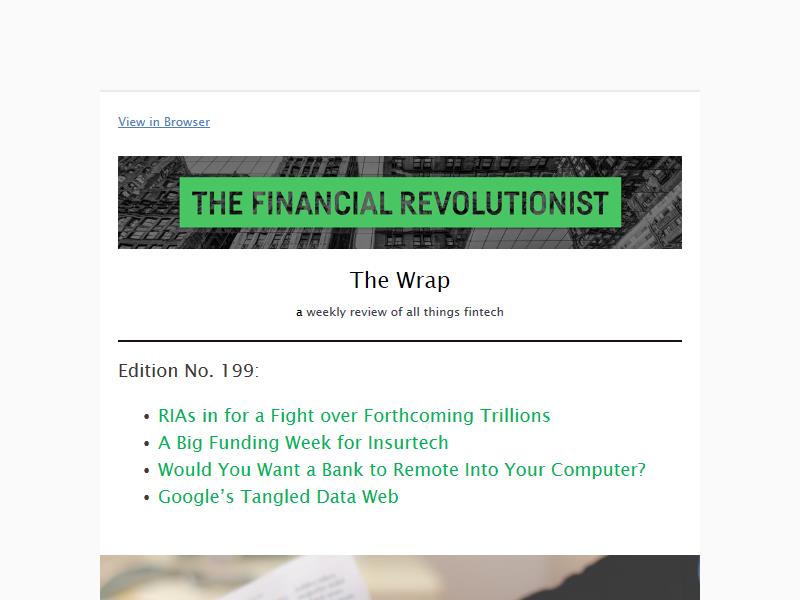 View in Browser
THE FINANCIAL REVOLUTIONIST
The Wrap
a weekly review of all things fintech
Edition No. 199:
• RIAs in for a Fight over Forthcoming Trillions
• A Big Funding Week for Insurtech
• Would You Want a Bank to Remote Into Your Computer?
• Google’s Tangled Data Web